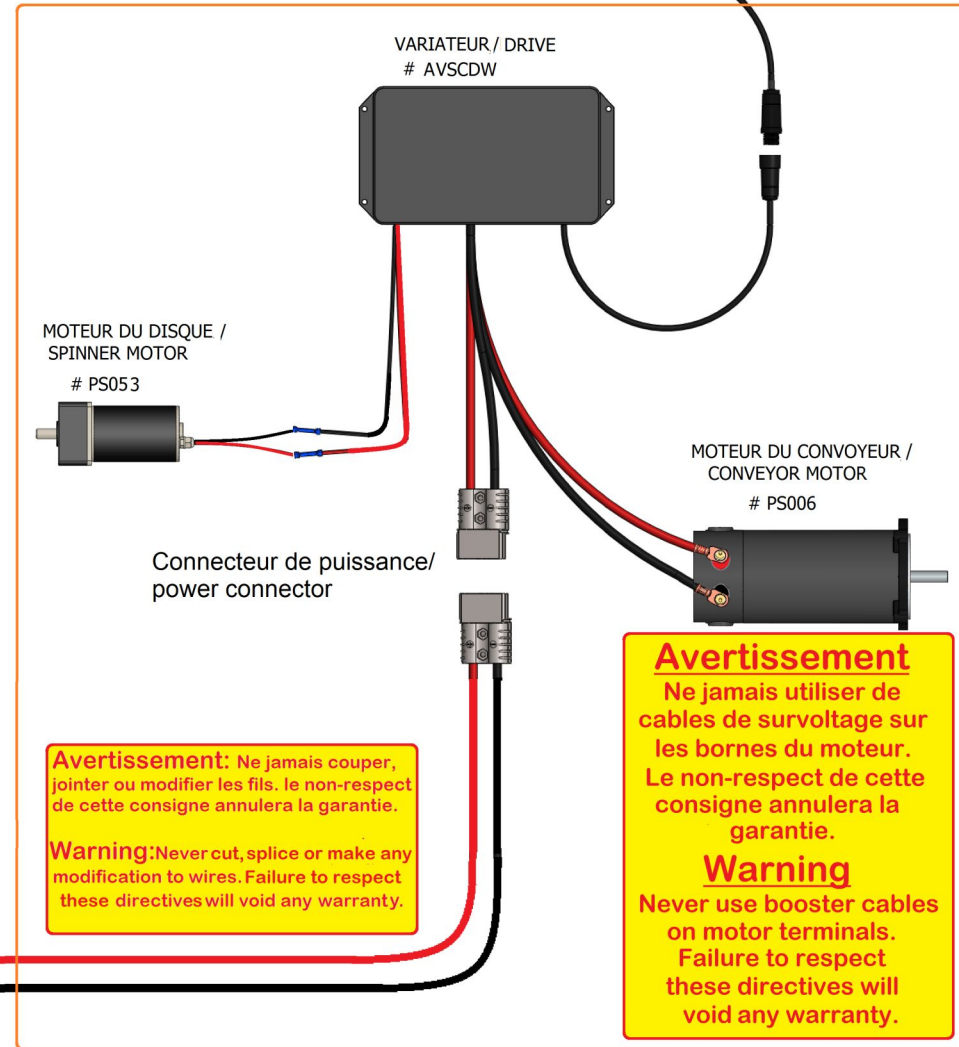 VARIATEUR / DRIVE
# AVSCDW
MOTEUR DU DISQUE /
SPINNER MOTOR
# PS053
MOTEUR DU CONVOYEUR /
CONVEYOR MOTOR
# PS006
Connecteur de puissance/
power connector
Avertissement: Ne jamais couper,
jointer ou modifier les fils. le non-respect
de cette consigne annulera la garantie.
Warning:Never cut, splice or make any
modification to wires. Failure to respect
these directives will void any warranty.
Avertissement
Ne jamais utiliser de
cables de survoltage sur
les bornes du moteur.
Le non-respect de cette
consigne annulera la
garantie.
Warning
Never use booster cables
on motor terminals.
Failure to respect
these directives will
void any warranty.